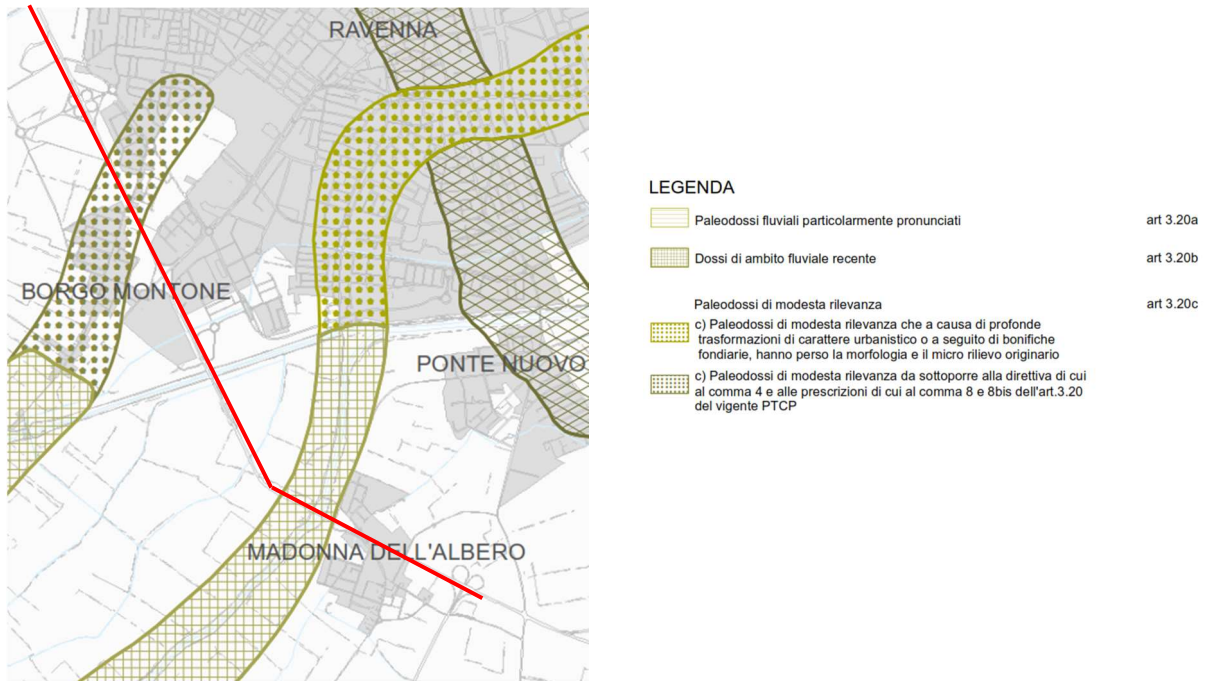 RAVENNA
BORGO MONTONE
PONTE NUOVO
MADONNA DELL'ALBERO
LEGENDA
Paleodossi fluviali particolarmente pronunciati art 3.20a
Dossi di ambito fluviale recente art 3.20b
Paleodossi di modesta rilevanza art 3.20c
c) Paleodossi di modesta rilevanza che a causa di profonde
trasformazioni di carattere urbanistico o a seguito di bonifiche
fondiarie, hanno perso la morfologia e il micro rilievo originario
c) Paleodossi di modesta rilevanza da sottoporre alla direttiva di cui
al comma 4 e alle prescrizioni di cui al comma 8 e 8bis dell'art.3.20
del vigente PTCP